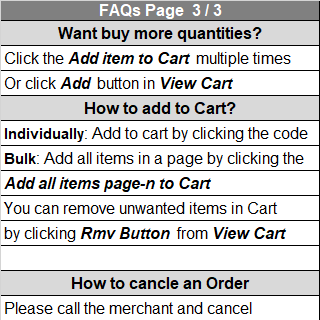 FAQs Page 3 / 3
Want buy more quantities?
Click the Add item to Cart multiple times
Or click Add button in View Cart
How to add to Cart?
Individually: Add to cart by clicking the code
Bulk: Add all items in a page by clicking the
Add all items page-n to Cart
You can remove unwanted items in Cart
by clicking Rmv Button from View Cart
How to cancle an Order
Please call the merchant and cancel